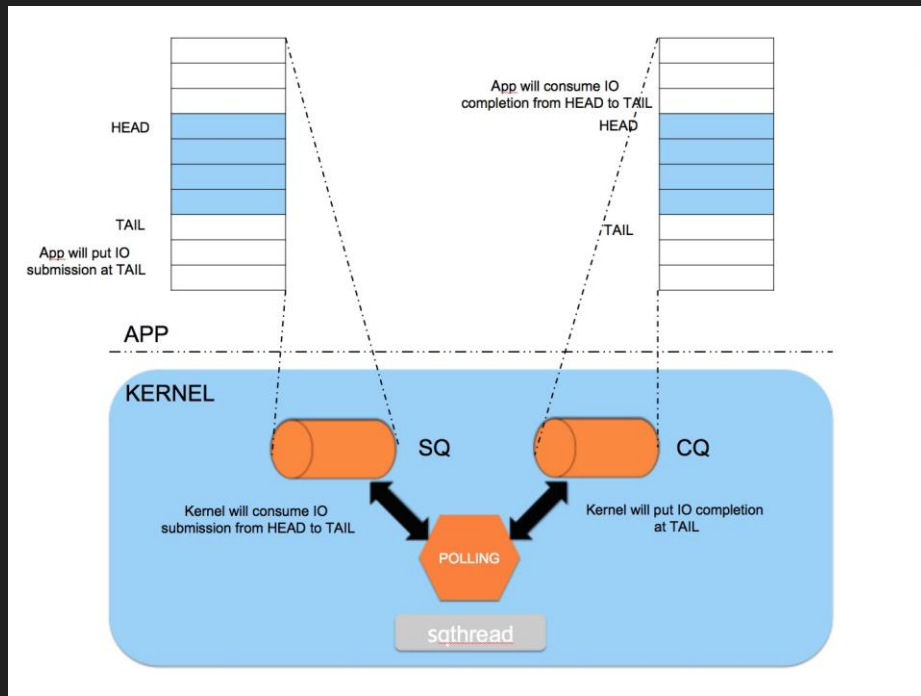 App will consume IO
completion from HEAD to TAIL
HEAD
HEAD
TAIL
TAIL
App will put IO
submission at TAIL
APP
KERNEL
SQ
CQ
Kernel will consume IO
submission from HEAD to TAIL
Kernel will put IO completion
at TAIL
POLLING
sqthread